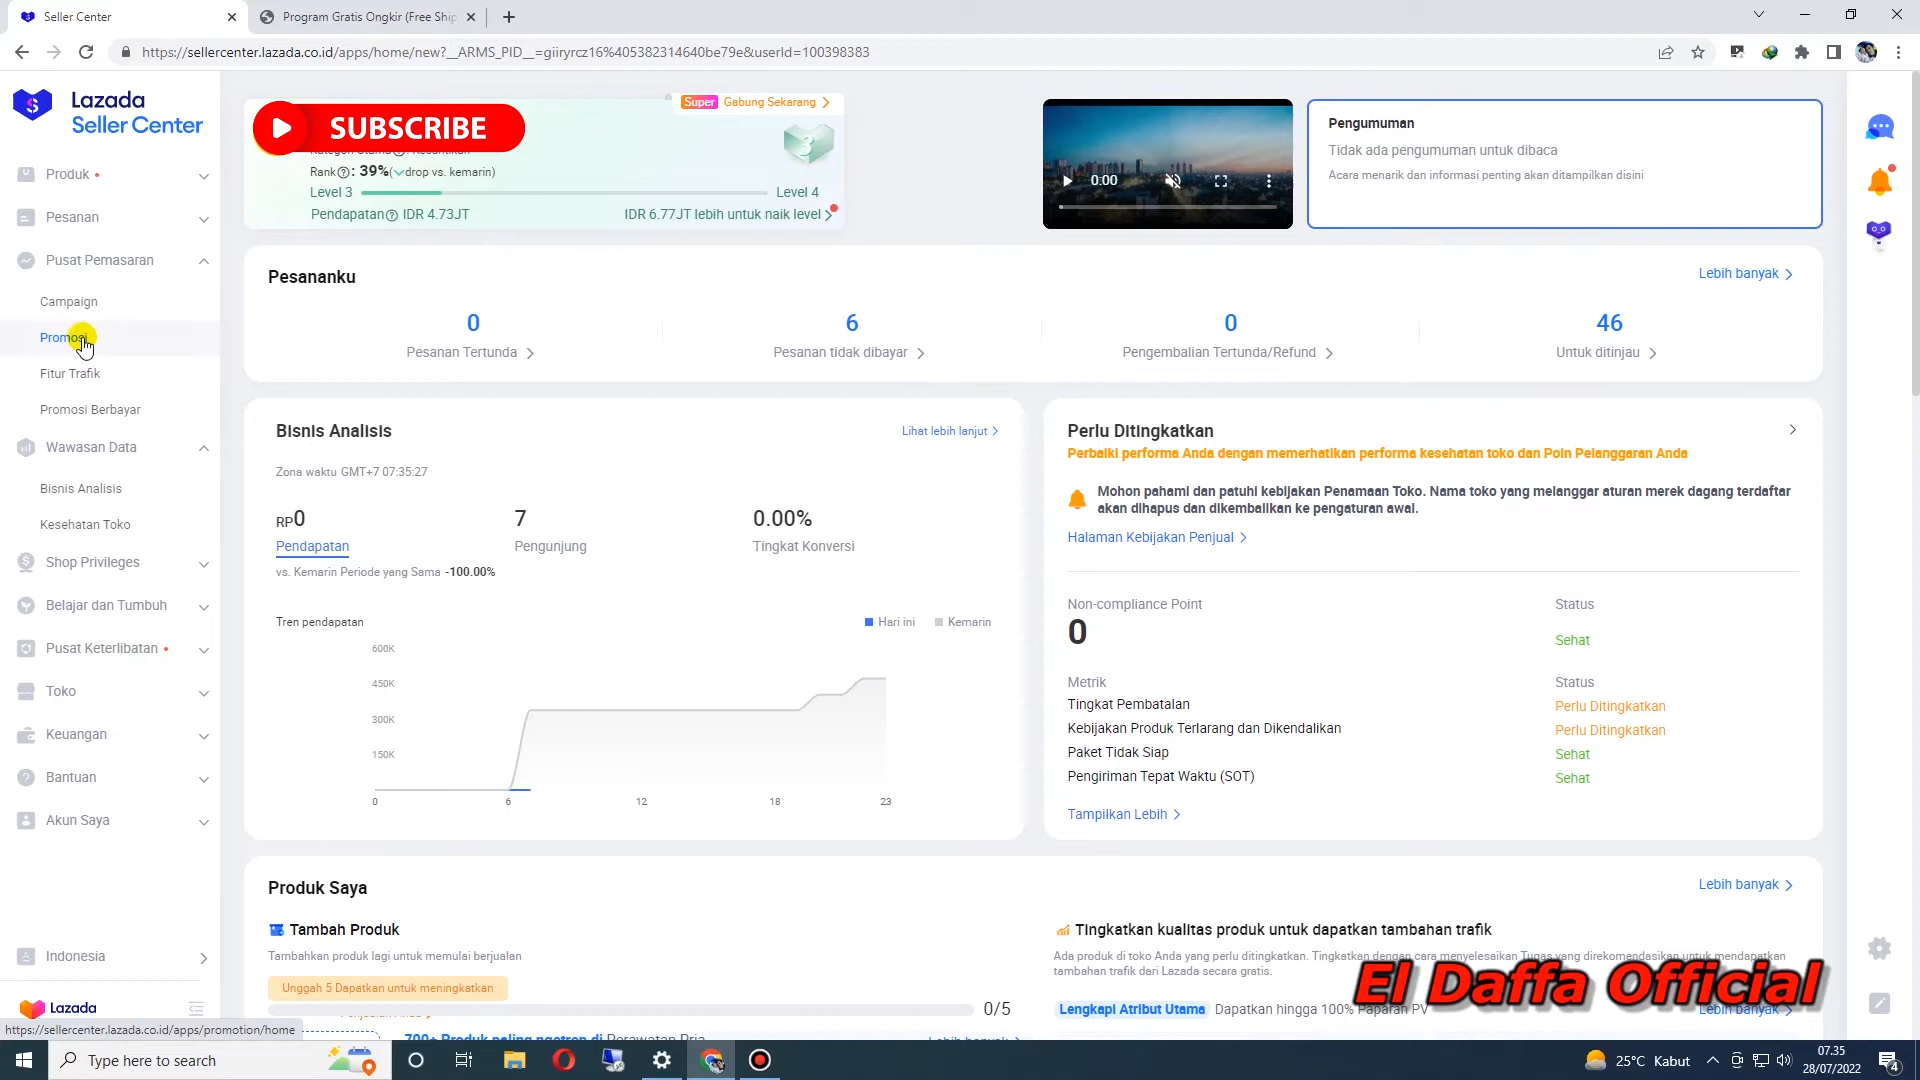 Seller Center
Program Gratis Ongkir (Free Ship
https://sellercenter.lazada.co.id/apps/home/new?__ARMS_PID__=giiryrcz16%405382314640be79e&userId=100398383
Lazada
Seller Center
Produk
Pesanan
Pusat Pemasaran
Campaign
Promosi
Fitur Trafik
Promosi Berbayar
Wawasan Data
Bisnis Analisis
Kesehatan Toko
Shop Privileges
Belajar dan Tumbuh
Pusat Keterlibatan
Toko
Keuangan
Bantuan
Akun Saya
Indonesia
Lazada
https://sellercenter.lazada.co.id/apps/promotion/home
Super Gabung Sekarang
SUBSCRIBE
Rank : 39%( drop vs. kemarin)
Level 3 Level 4
Pendapatan IDR 4.73JT IDR 6.77JT lebih untuk naik level
0:00
Pengumuman
Tidak ada pengumuman untuk dibaca
Acara menarik dan informasi penting akan ditampilkan disini
Pesananku
Lebih banyak
0 6 0 46
Pesanan Tertunda Pesanan tidak dibayar Pengembalian Tertunda/Refund Untuk ditinjau
Bisnis Analisis
Lihat lebih lanjut
Zona waktu GMT+7 07:35:27
RP0 7 0.00%
Pendapatan Pengunjung Tingkat Konversi
vs. Kemarin Periode yang Sama -100.00%
Tren pendapatan
Hari ini Kemarin
600K
450K
300K
150K
0 6 12 18 23
Perlu Ditingkatkan
Perbaiki performa Anda dengan memerhatikan performa kesehatan toko dan Poin Pelanggaran Anda
Mohon pahami dan patuhi kebijakan Penamaan Toko. Nama toko yang melanggar aturan merek dagang terdaftar
akan dihapus dan dikembalikan ke pengaturan awal.
Halaman Kebijakan Penjual
Non-compliance Point Status
0
Sehat
Metrik Status
Tingkat Pembatalan Perlu Ditingkatkan
Kebijakan Produk Terlarang dan Dikendalikan Perlu Ditingkatkan
Paket Tidak Siap Sehat
Pengiriman Tepat Waktu (SOT) Sehat
Tampilkan Lebih
Produk Saya
Lebih banyak
Tambah Produk
Tambahkan produk lagi untuk memulai berjualan
Unggah 5 Dapatkan untuk meningkatkan
0/5
700+ Produk paling ngetren di Perawatan Pria
Lebih banyak
Tingkatkan kualitas produk untuk dapatkan tambahan trafik
Ada produk di toko Anda yang perlu ditingkatkan. Tingkatkan dengan cara menyelesaikan Tugas yang direkomendasikan untuk mendapatkan
tambahan trafik dari Lazada secara gratis.
Lengkapi Atribut Utama Dapatkan hingga 100% Paparan PV
Lebih banyak
El Daffa Official
Type here to search
25°C Kabut
07.35
28/07/2022
4